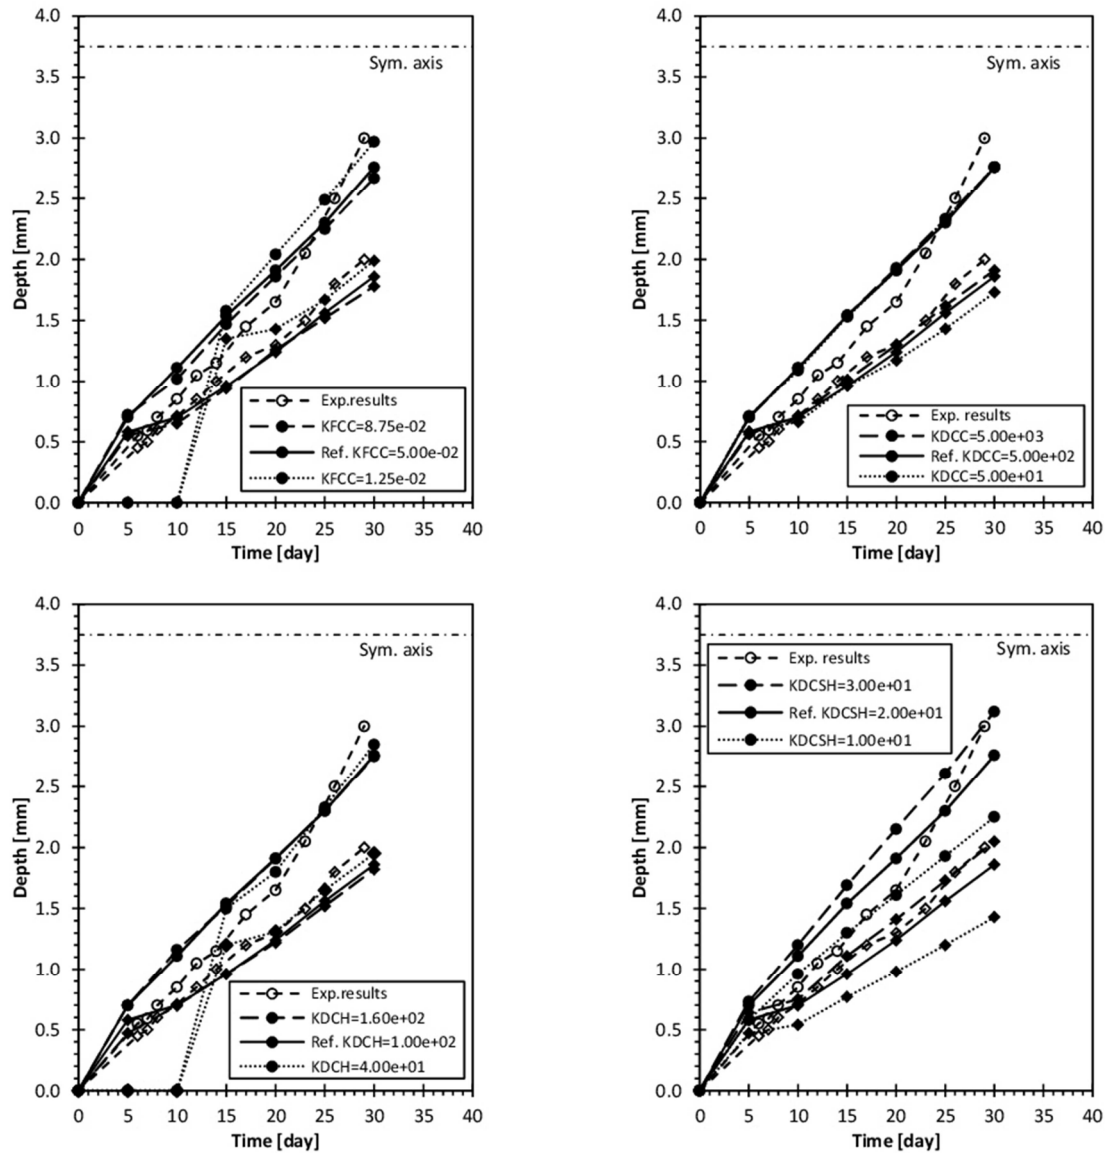 4.0
3.5
3.0
2.5
2.0
1.5
1.0
0.5
0.0
Depth [mm]
Sym. axis
Exp.results
KFCC=8.75e-02
Ref. KFCC=5.00e-02
KFCC=1.25e-02
0 5 10 15 20 25 30 35 40
Time [day]
4.0
3.5
3.0
2.5
2.0
1.5
1.0
0.5
0.0
Depth [mm]
Sym. axis
Exp. results
KDCC=5.00e+03
Ref. KDCC=5.00e+02
KDCC=5.00e+01
0 5 10 15 20 25 30 35 40
Time [day]
4.0
3.5
3.0
2.5
2.0
1.5
1.0
0.5
0.0
Depth [mm]
Sym. axis
Exp.results
KDCH=1.60e+02
Ref. KDCH=1.00e+02
KDCH=4.00e+01
0 5 10 15 20 25 30 35 40
Time [day]
4.0
3.5
3.0
2.5
2.0
1.5
1.0
0.5
0.0
Depth [mm]
Sym. axis
Exp. results
KDCSH=3.00e+01
Ref. KDCSH=2.00e+01
KDCSH=1.00e+01
0 5 10 15 20 25 30 35 40
Time [day]